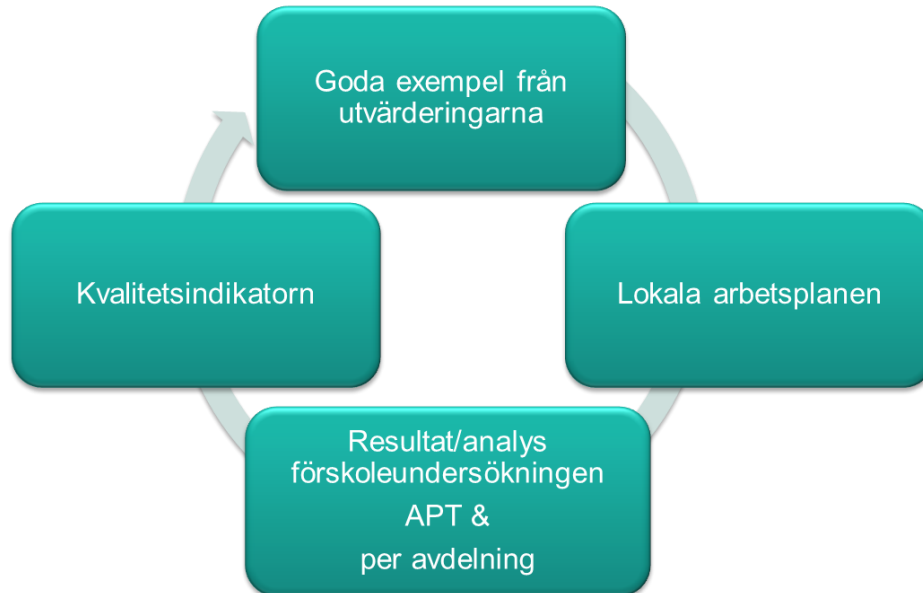 Goda exempel från
utvärderingarna
Kvalitetsindikatorn
Lokala arbetsplanen
Resultat/analys
förskoleundersökningen
APT &
per avdelning